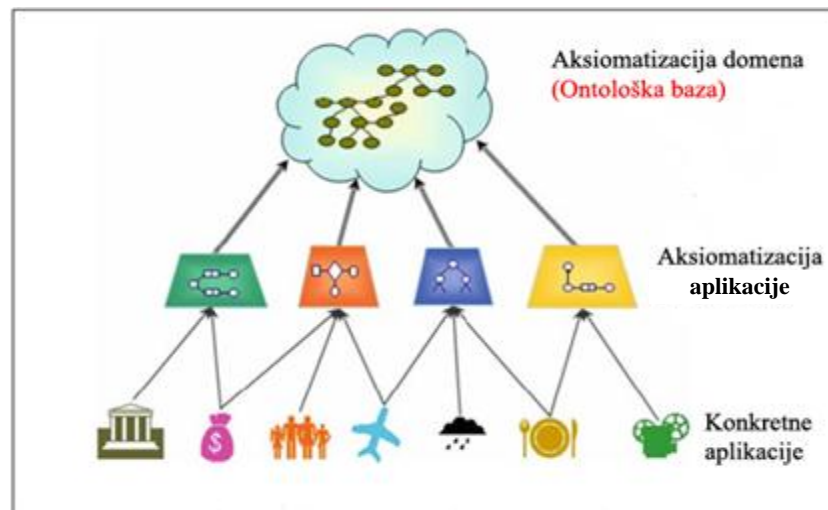 Aksiomatizacija domena
(Ontološka baza)
Aksiomatizacija
aplikacije
$
Konkretne
aplikacije